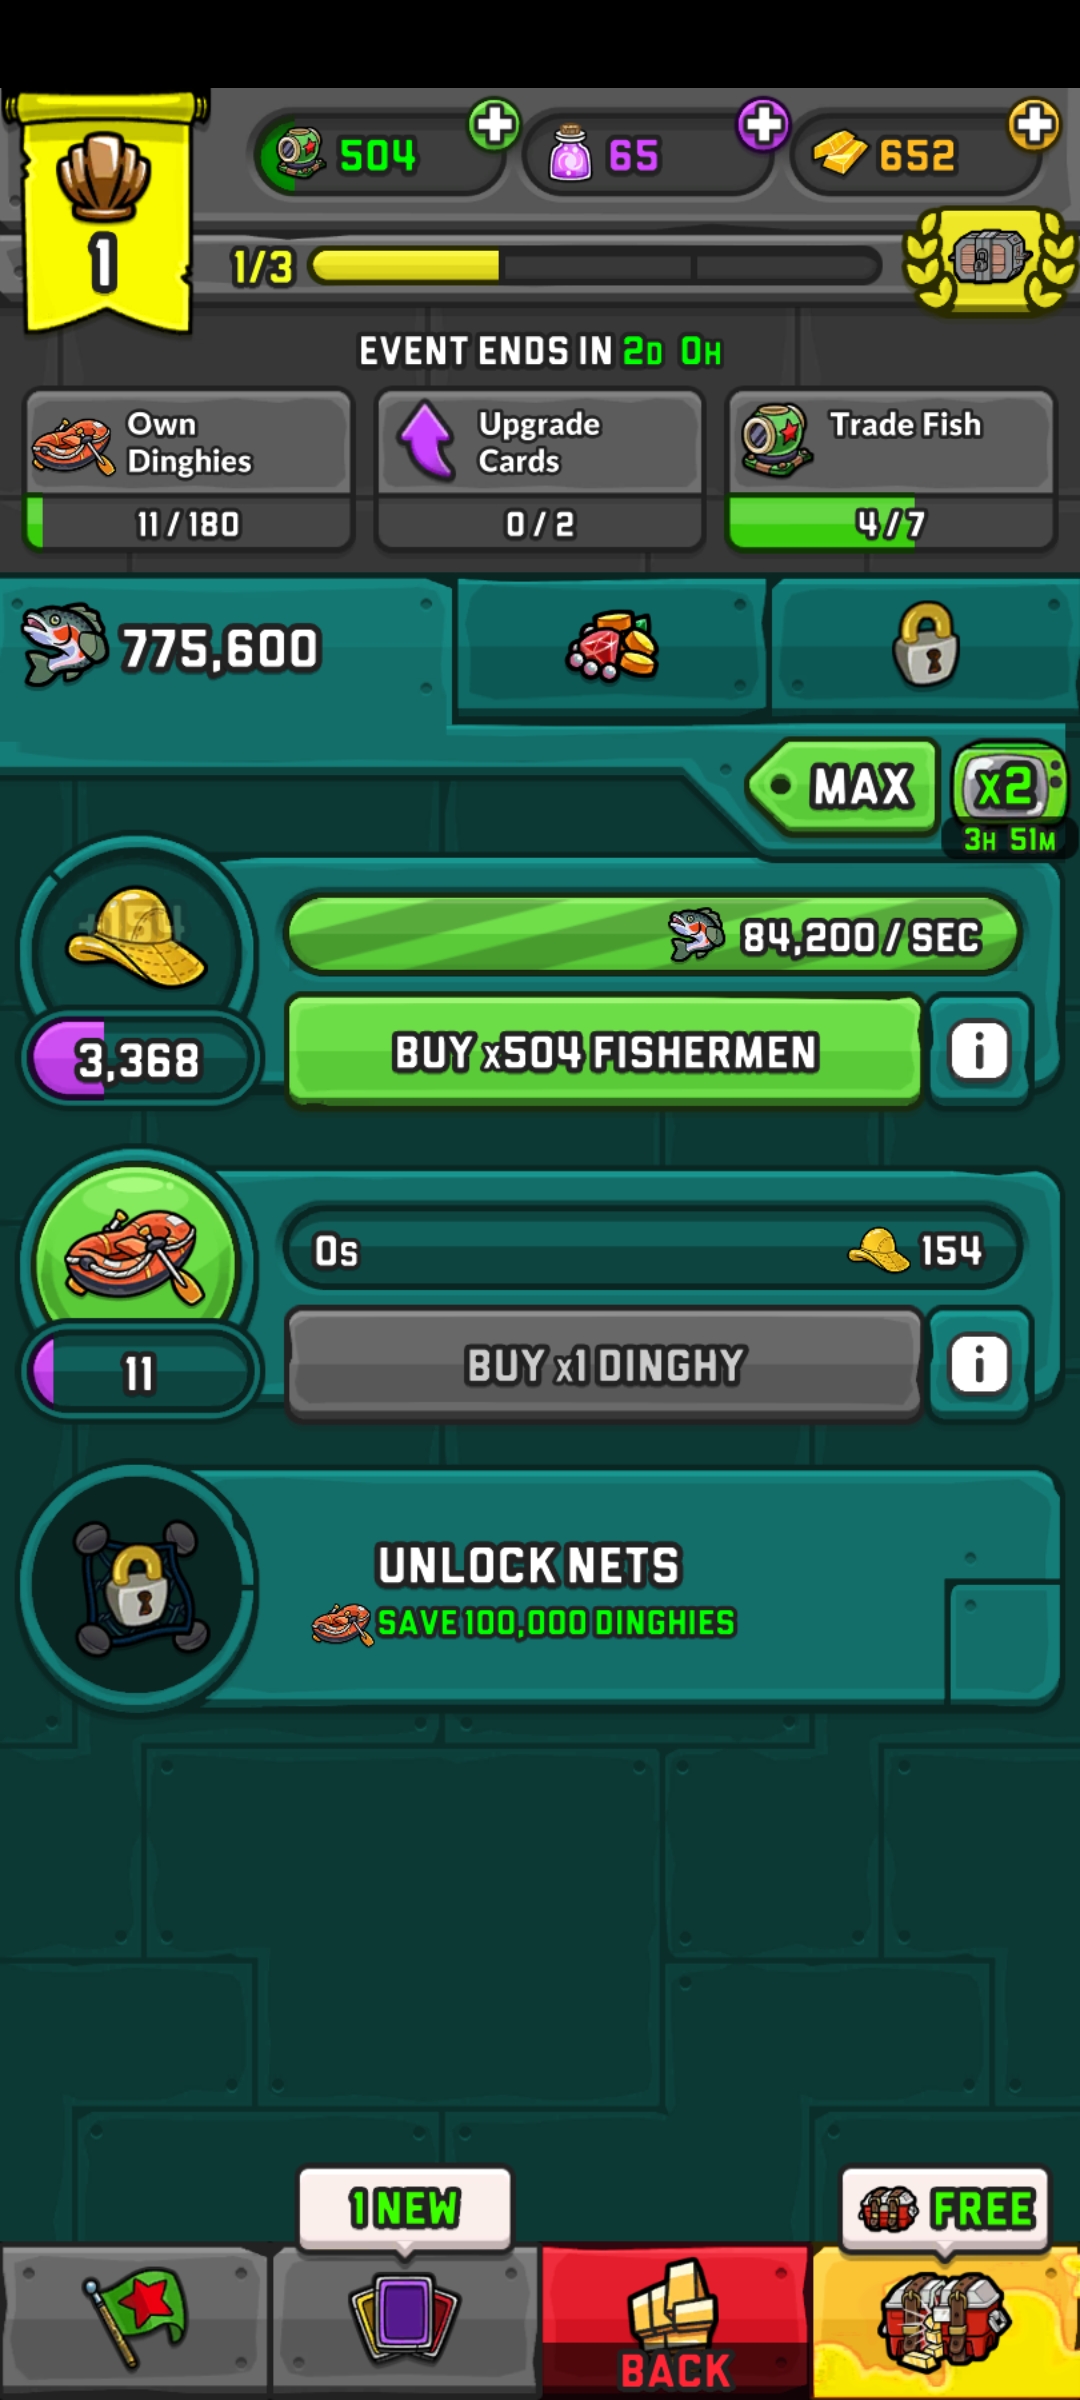 504
65
652
1
1/3
EVENT ENDS IN 2D 0H
Own
Dinghies
11 / 180
Upgrade
Cards
0 / 2
Trade Fish
4 / 7
775,600
MAX
x2
3H 51M
84,200 / SEC
3,368
BUY x504 FISHERMEN
i
0s
154
11
BUY x1 DINGHY
i
UNLOCK NETS
SAVE 100,000 DINGHIES
1 NEW
FREE
BACK